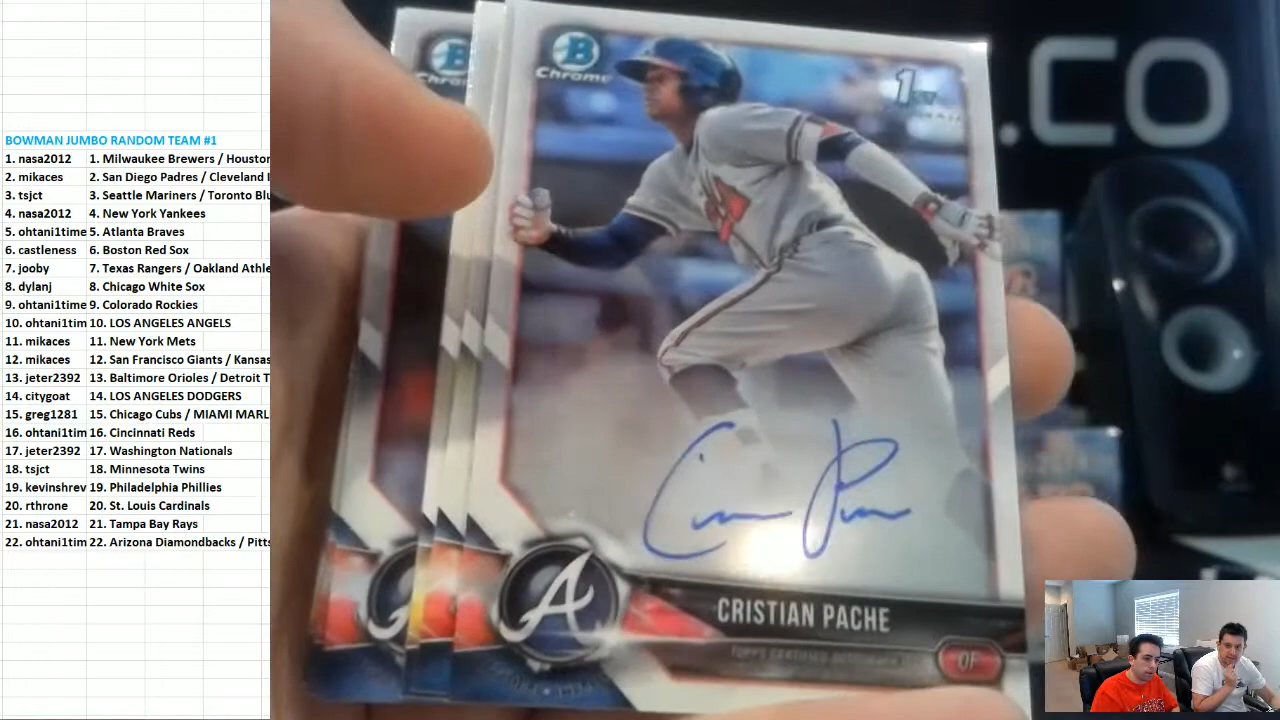 BOWMAN JUMBO RANDOM TEAM #1
1. nasa2012 1. Milwaukee Brewers / Houston
2. mikaces 2. San Diego Padres / Cleveland I
3. tsjct 3. Seattle Mariners / Toronto Blu
4. nasa2012 4. New York Yankees
5. ohtani1time 5. Atlanta Braves
6. castleness 6. Boston Red Sox
7. jooby 7. Texas Rangers / Oakland Athle
8. dylanj 8. Chicago White Sox
9. ohtani1time 9. Colorado Rockies
10. ohtani1tim 10. LOS ANGELES ANGELS
11. mikaces 11. New York Mets
12. mikaces 12. San Francisco Giants / Kansas
13. jeter2392 13. Baltimore Orioles / Detroit T
14. citygoat 14. LOS ANGELES DODGERS
15. greg1281 15. Chicago Cubs / MIAMI MARL
16. ohtani1tim 16. Cincinnati Reds
17. jeter2392 17. Washington Nationals
18. tsjct 18. Minnesota Twins
19. kevinshrev 19. Philadelphia Phillies
20. rthrone 20. St. Louis Cardinals
21. nasa2012 21. Tampa Bay Rays
22. ohtani1tim 22. Arizona Diamondbacks / Pitts
.CO
B
Chrome
B
Chrome
1st
A
CRISTIAN PACHE
TOPPS CERTIFIED
OF